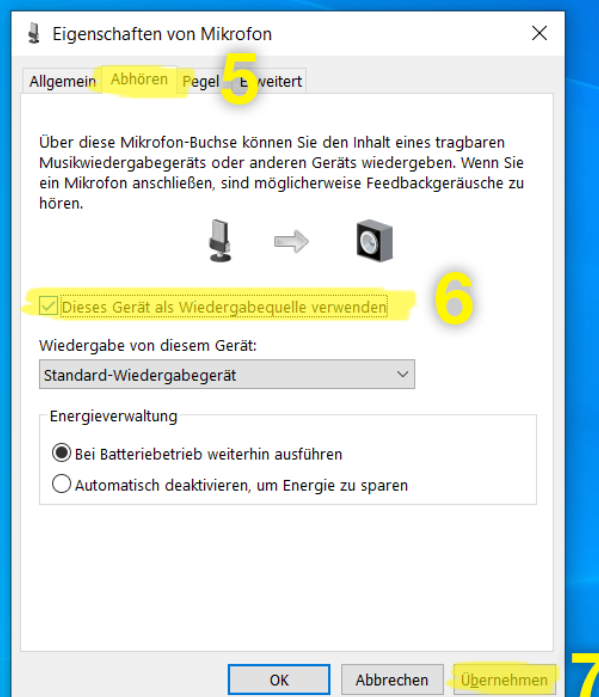 Eigenschaften von Mikrofon
Allgemein Abhören Pegel Erweitert
5
Über diese Mikrofon-Buchse können Sie den Inhalt eines tragbaren
Musikwiedergabegeräts oder anderen Geräts wiedergeben. Wenn Sie
ein Mikrofon anschließen, sind möglicherweise Feedbackgeräusche zu
hören.
Dieses Gerät als Wiedergabequelle verwenden
6
Wiedergabe von diesem Gerät:
Standard-Wiedergabegerät
Energieverwaltung
Bei Batteriebetrieb weiterhin ausführen
Automatisch deaktivieren, um Energie zu sparen
OK Abbrechen Übernehmen
7